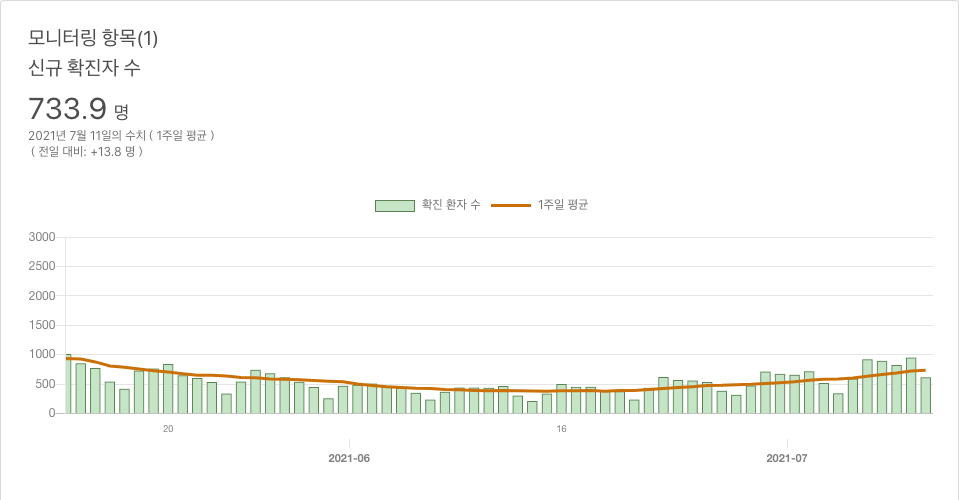 모니터링 항목(1)
신규 확진자 수
733.9 명
2021년 7월 11일의 수치 ( 1주일 평균 )
( 전일 대비: +13.8 명 )
확진 환자 수 1주일 평균
3000
2500
2000
1500
1000
500
0
20 16
2021-06 2021-07